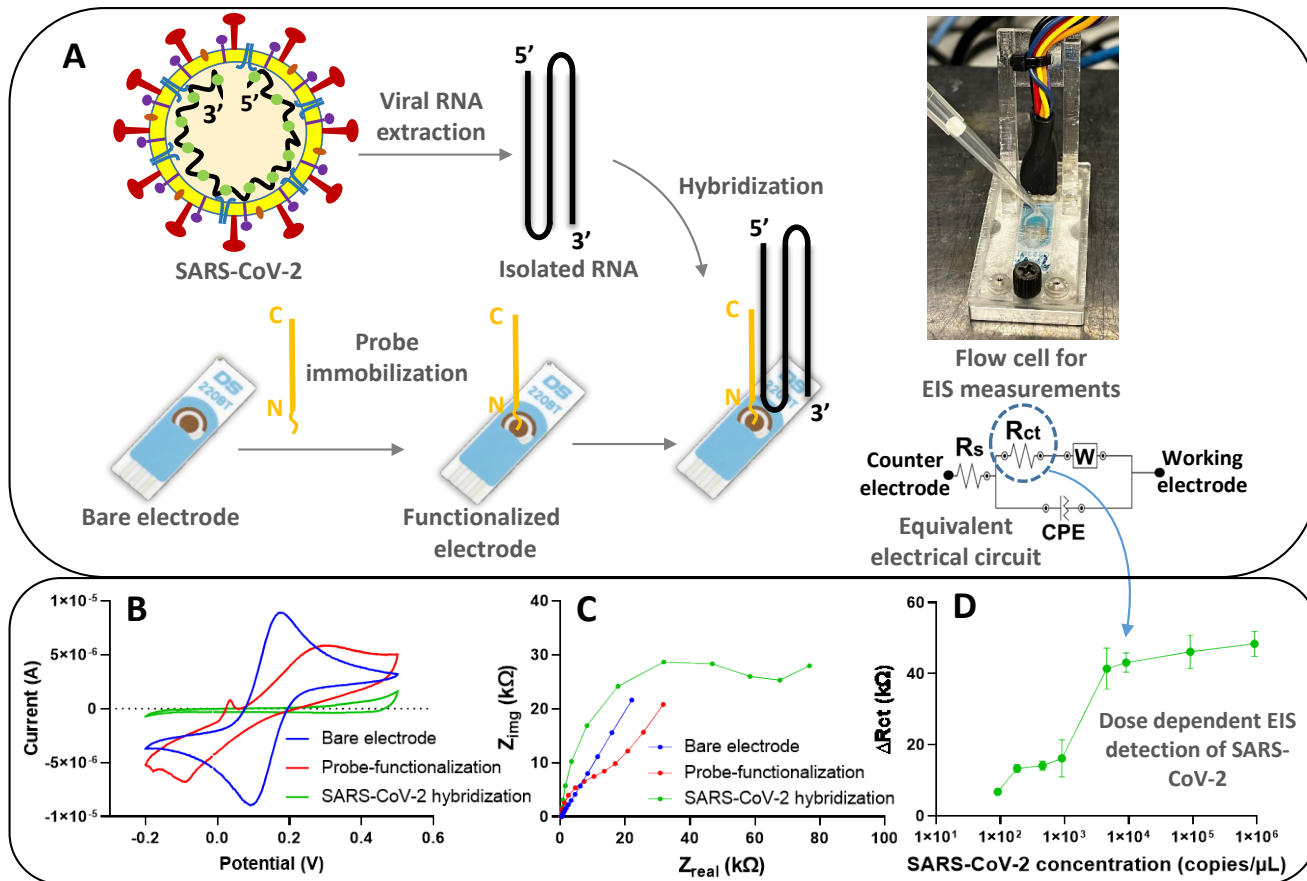 A
3’
5’
SARS-CoV-2
Viral RNA
extraction
5’
3’
Isolated RNA
Hybridization
5’
3’
C
N
Probe
immobilization
C
N
C
N
DS
220BT
DS
220BT
DS
220BT
Bare electrode
Functionalized
electrode
Flow cell for
EIS measurements
Counter
electrode
Rs
Rct
W
CPE
Working
electrode
Equivalent
electrical circuit
B
Current (A)
1×10-5
5×10-6
0
-5×10-6
-1×10-5
Bare electrode
Probe-functionalization
SARS-CoV-2 hybridization
-0.2 0.0 0.2 0.4 0.6
Potential (V)
C
Zimg (kΩ)
40
30
20
10
0
Bare electrode
Probe-functionalization
SARS-CoV-2 hybridization
0 20 40 60 80 100
Zreal (kΩ)
D
ΔRct (kΩ)
60
40
20
0
Dose dependent EIS
detection of SARS-
CoV-2
1×101 1×102 1×103 1×104 1×105 1×106
SARS-CoV-2 concentration (copies/µL)